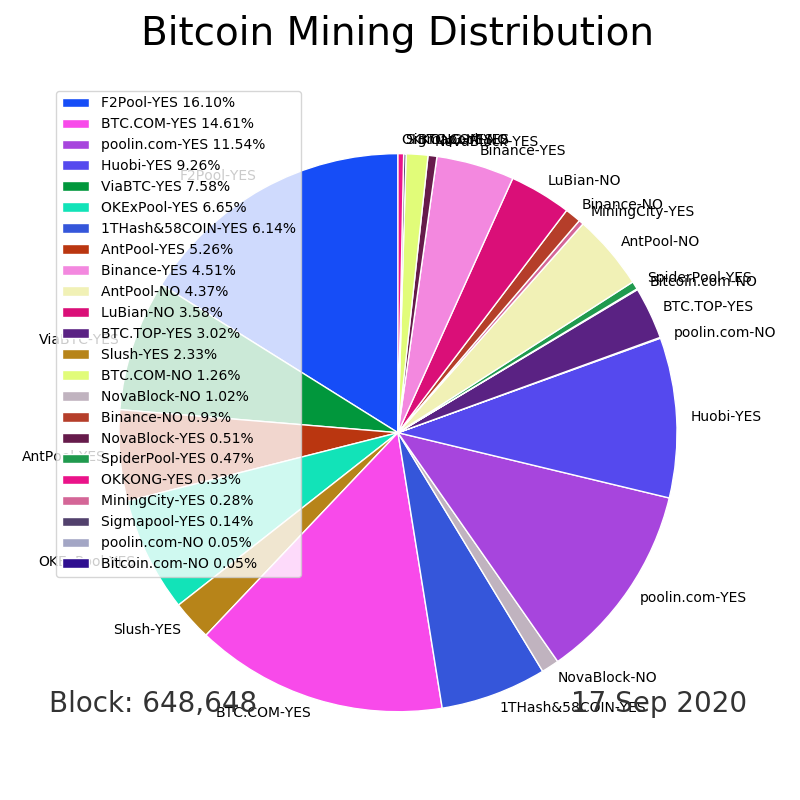 Bitcoin Mining Distribution
F2Pool-YES 16.10%
BTC.COM-YES 14.61%
poolin.com-YES 11.54%
Huobi-YES 9.26%
ViaBTC-YES 7.58%
OKExPool-YES 6.65%
1THash&58COIN-YES 6.14%
AntPool-YES 5.26%
Binance-YES 4.51%
AntPool-NO 4.37%
LuBian-NO 3.58%
BTC.TOP-YES 3.02%
Slush-YES 2.33%
BTC.COM-NO 1.26%
NovaBlock-NO 1.02%
Binance-NO 0.93%
NovaBlock-YES 0.51%
SpiderPool-YES 0.47%
OKKONG-YES 0.33%
MiningCity-YES 0.28%
Sigmapool-YES 0.14%
poolin.com-NO 0.05%
Bitcoin.com-NO 0.05%
F2Pool-YES
ViaBTC-YES
AntPool-YES
OKExPool-YES
Slush-YES
BTC.COM-YES
1THash&58COIN-YES
NovaBlock-NO
poolin.com-YES
Huobi-YES
poolin.com-NO
BTC.TOP-YES
Bitcoin.com-NO
SpiderPool-YES
AntPool-NO
MiningCity-YES
Binance-NO
LuBian-NO
Binance-YES
NovaBlock-YES
Block: 648,648
17 Sep 2020